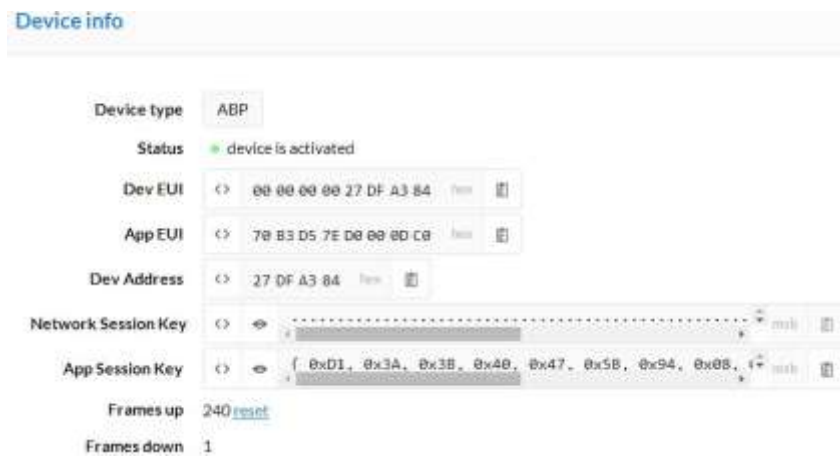 Device info
Device type ABP
Status device is activated
Dev EUI <> 00 00 00 00 27 DF A3 84 hex
App EUI <> 70 B3 D5 7E D0 00 0D C0 hex
Dev Address <> 27 DF A3 84 hex
Network Session Key <> msb
App Session Key <> { 0xD1, 0x3A, 0x3B, 0x40, 0x47, 0x5B, 0x94, 0x08, msb
Frames up 240 reset
Frames down 1